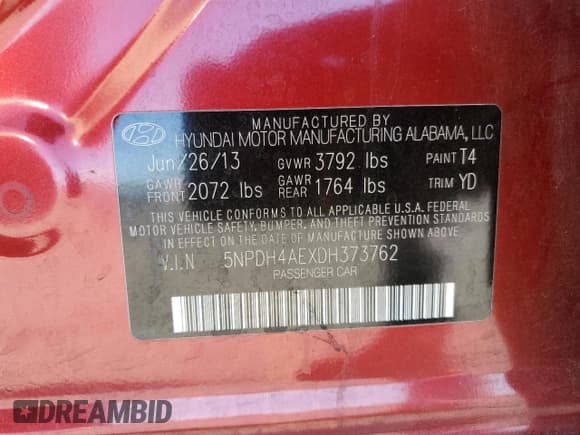 MANUFACTURED BY
HYUNDAI MOTOR MANUFACTURING ALABAMA, LLC
Jun/26/13 GVWR 3792 lbs PAINT T4
GAWR FRONT 2072 lbs GAWR REAR 1764 lbs TRIM YD
THIS VEHICLE CONFORMS TO ALL APPLICABLE U.S.A. FEDERAL
MOTOR VEHICLE SAFETY, BUMPER, AND THEFT PREVENTION STANDARDS
IN EFFECT ON THE DATE OF MANUFACTURE SHOWN ABOVE.
V.I.N 5NPDH4AEXDH373762
PASSENGER CAR
DREAMBID